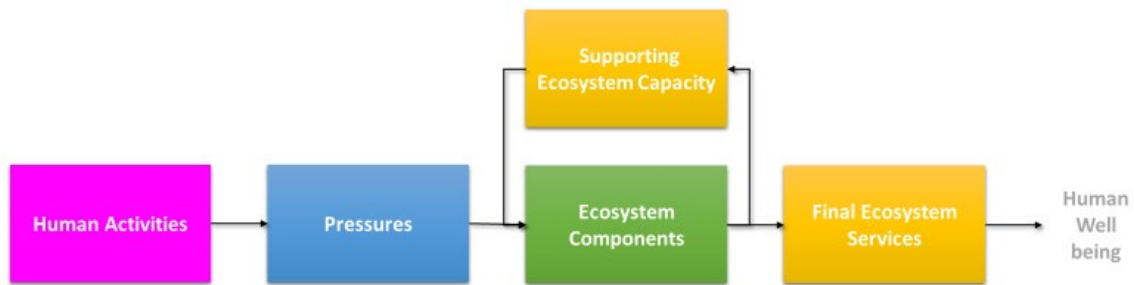 Supporting
Ecosystem Capacity
Human Activities
Pressures
Ecosystem
Components
Final Ecosystem
Services
Human
Well
being